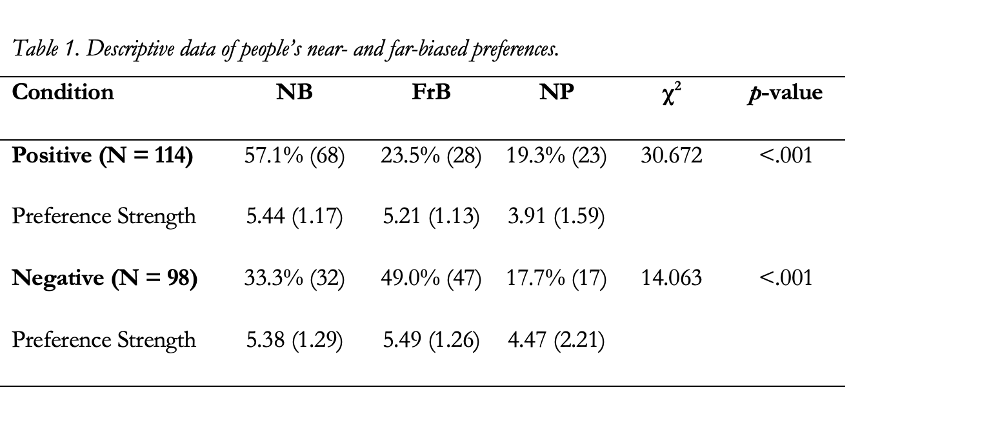 Table 1. Descriptive data of people’s near- and far-biased preferences.
Condition NB FrB NP χ² p-value
Positive (N = 114) 57.1% (68) 23.5% (28) 19.3% (23) 30.672 <.001
Preference Strength 5.44 (1.17) 5.21 (1.13) 3.91 (1.59)
Negative (N = 98) 33.3% (32) 49.0% (47) 17.7% (17) 14.063 <.001
Preference Strength 5.38 (1.29) 5.49 (1.26) 4.47 (2.21)